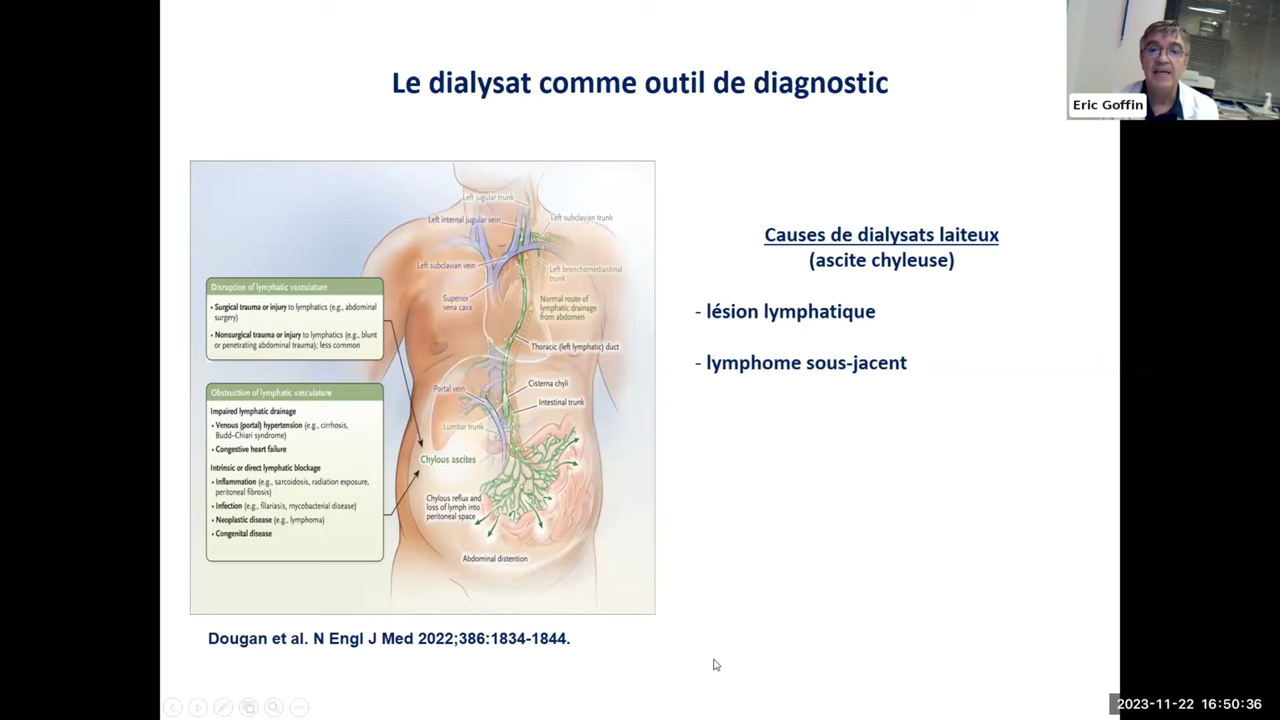 Le dialysat comme outil de diagnostic
Eric Goffin
Left jugular trunk
Left internal jugular vein
Left subclavian trunk
Left subclavian vein
Left bronchomediastinal
trunk
Superior
vena cava
Normal route of
lymphatic drainage
from abdomen
Thoracic (left lymphatic) duct
Portal vein
Cisterna chyli
Intestinal trunk
Lumbar trunk
Chylous ascites
Chylous reflux and
loss of lymph into
peritoneal space
Abdominal distention
Disruption of lymphatic vasculature
• Surgical trauma or injury to lymphatics (e.g., abdominal
surgery)
• Nonsurgical trauma or injury to lymphatics (e.g., blunt
or penetrating abdominal trauma); less common
Obstruction of lymphatic vasculature
Impaired lymphatic drainage
• Venous (portal) hypertension (e.g., cirrhosis,
Budd–Chiari syndrome)
• Congestive heart failure
Intrinsic or direct lymphatic blockage
• Inflammation (e.g., sarcoidosis, radiation exposure,
peritoneal fibrosis)
• Infection (e.g., filariasis, mycobacterial disease)
• Neoplastic disease (e.g., lymphoma)
• Congenital disease
Causes de dialysats laiteux
(ascite chyleuse)
- lésion lymphatique
- lymphome sous-jacent
Dougan et al. N Engl J Med 2022;386:1834-1844.
2023-11-22 16:50:36